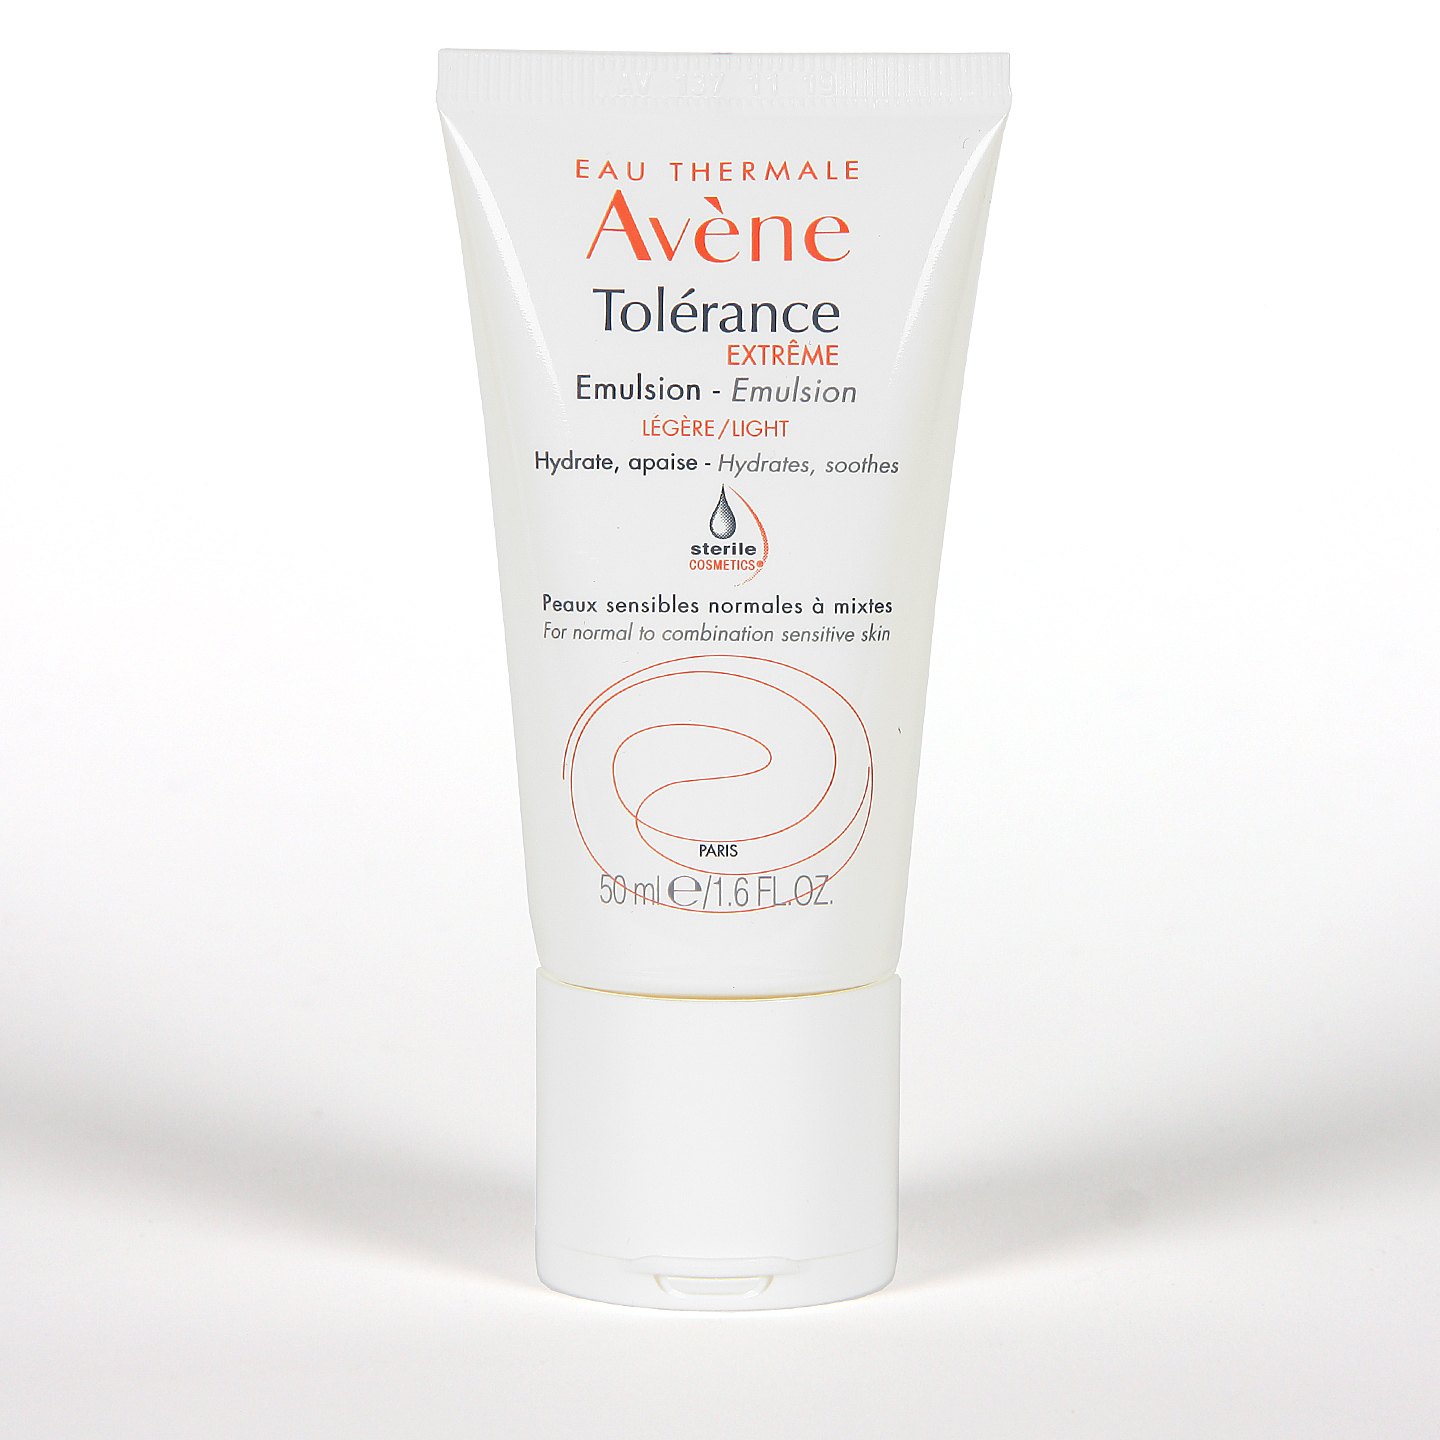 EAU THERMALE
Avène
Tolérance
EXTRÊME
Emulsion - Emulsion
LÉGÈRE/LIGHT
Hydrate, apaise - Hydrates, soothes
sterile
COSMETICS
Peaux sensibles normales à mixtes
For normal to combination sensitive skin
PARIS
50 ml ℮/1.6 FL.OZ.